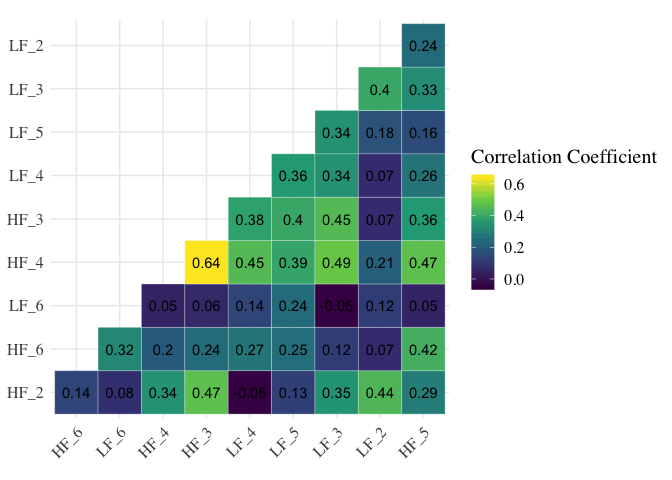 LF_2 0.24
LF_3 0.4 0.33
LF_5 0.34 0.18 0.16
Correlation Coefficient
LF_4 0.36 0.34 0.07 0.26
0.6
HF_3 0.38 0.4 0.45 0.07 0.36
0.4
HF_4 0.64 0.45 0.39 0.49 0.21 0.47
0.2
0.0
LF_6 0.05 0.06 0.14 0.24 -0.05 0.12 0.05
HF_6 0.32 0.2 0.24 0.27 0.25 0.12 0.07 0.42
HF_2 0.14 0.08 0.34 0.47 -0.05 0.13 0.35 0.44 0.29
HF_6 LF_6 HF_4 HF_3 LF_4 LF_5 LF_3 LF_2 HF_5